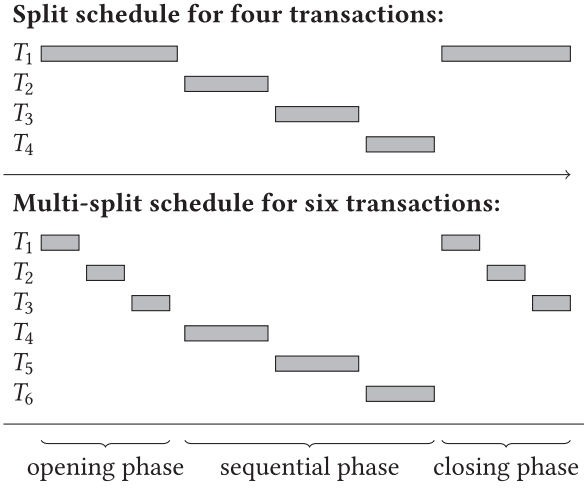 Split schedule for four transactions:
T₁
T₂
T₃
T₄
Multi-split schedule for six transactions:
T₁
T₂
T₃
T₄
T₅
T₆
opening phase sequential phase closing phase